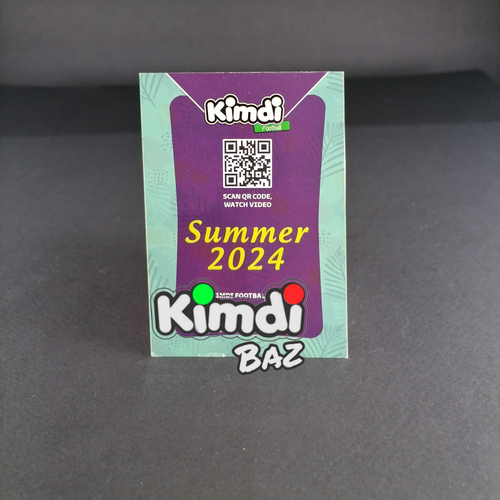 Kimdi
Football
SCAN QR CODE,
WATCH VIDEO
Summer
2024
Kimdi
BAZ